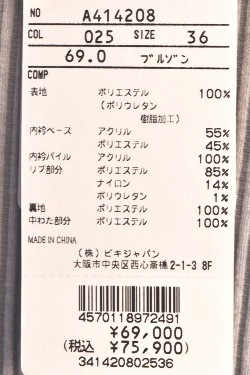 NO A414208
COL 025 SIZE 36
69.0 ブルゾン
COMP
表地 ポリエステル 100%
(ポリウレタン
樹脂加工)
内衿ベース アクリル 55%
ポリエステル 45%
内衿パイル アクリル 100%
リブ部分 ポリエステル 85%
ナイロン 14%
ポリウレタン 1%
裏地 ポリエステル 100%
中わた部分 ポリエステル 100%
MADE IN CHINA
(株)ビキジャパン
大阪市中央区西心斎橋2-1-3 8F
4570118972491
¥69,000
(税込 ¥75,900)
341420802536